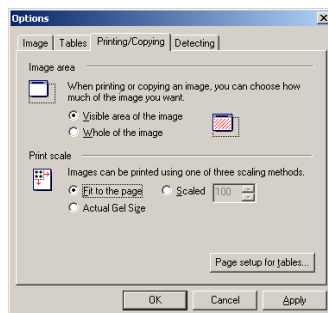 Options
Image Tables Printing/Copying Detecting
Image area
When printing or copying an image, you can choose how
much of the image you want.
Visible area of the image
Whole of the image
Print scale
Images can be printed using one of three scaling methods.
Fit to the page Scaled 100
Actual Gel Size
Page setup for tables...
OK Cancel Apply